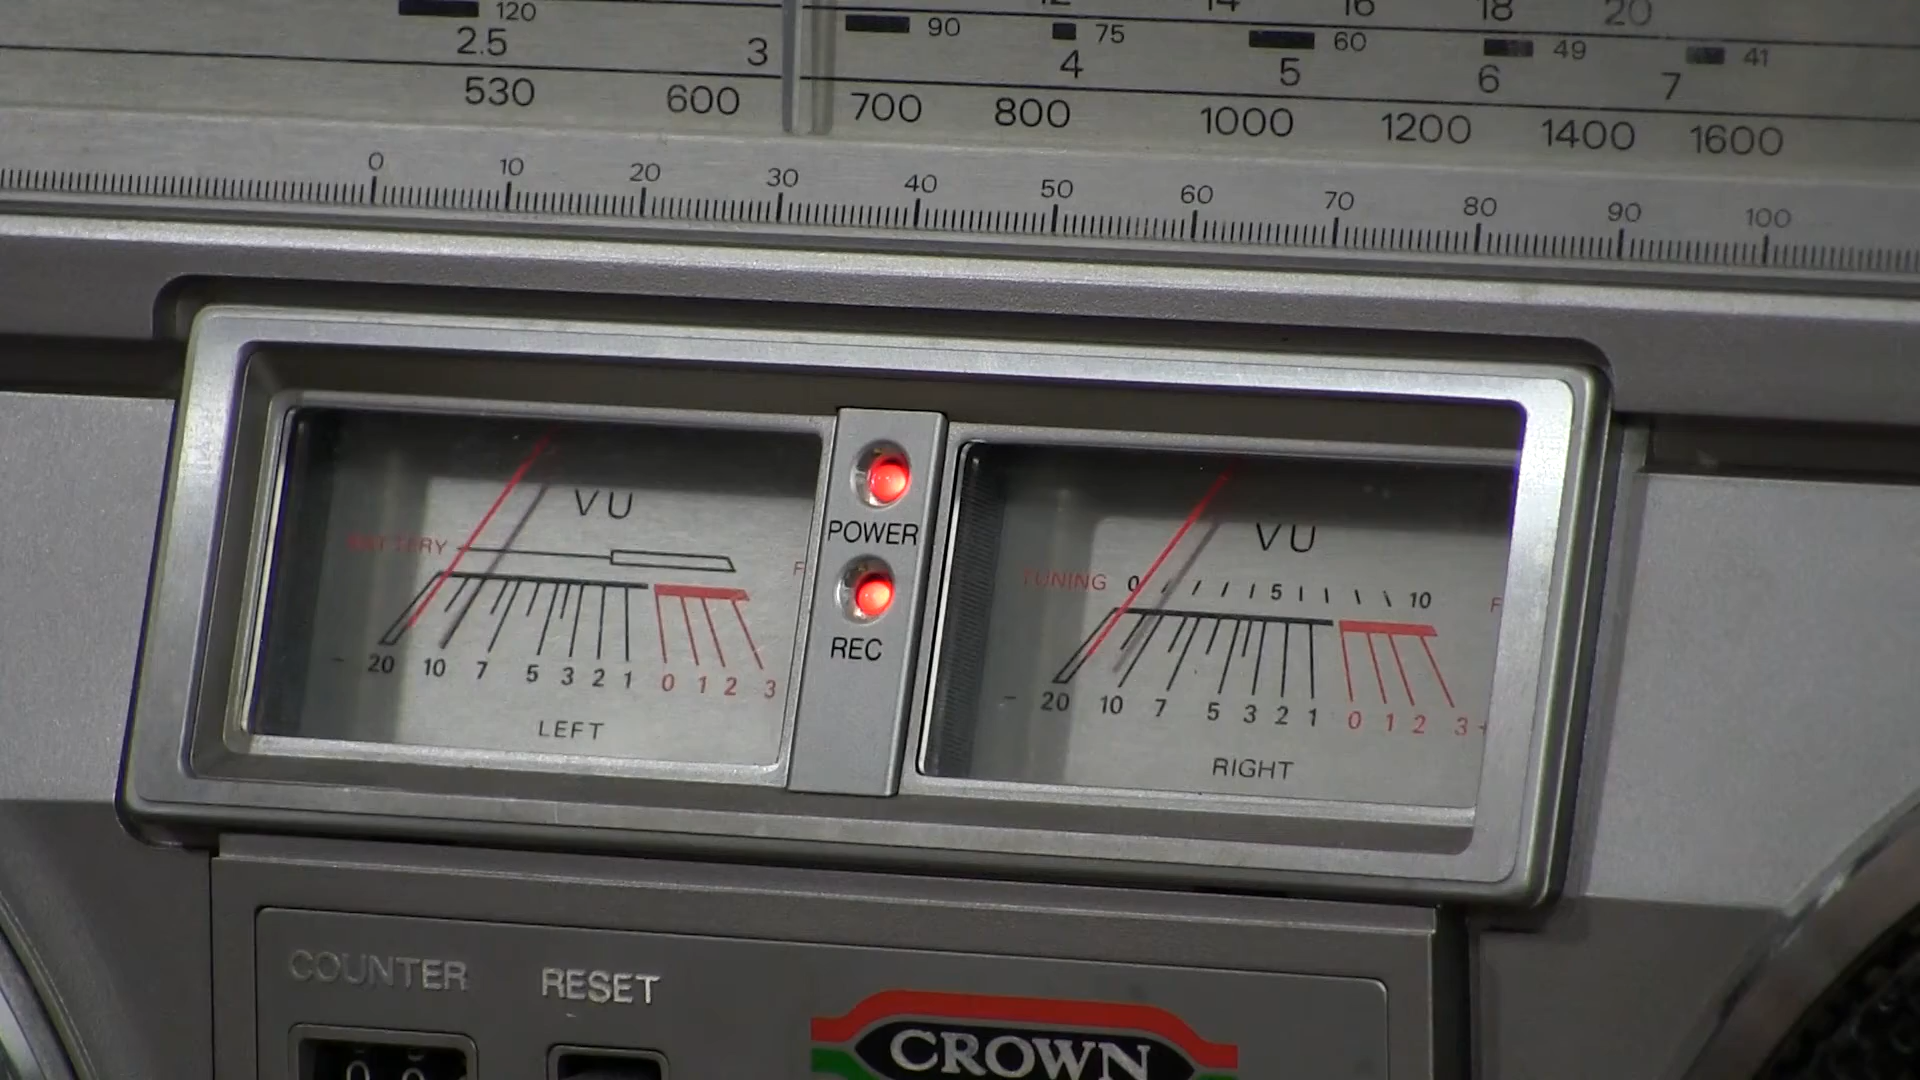 12 14 16 18 20
120 90 75 60 49 41
2.5 3 4 5 6 7
530 600 700 800 1000 1200 1400 1600
0 10 20 30 40 50 60 70 80 90 100
VU
BATTERY
- 20 10 7 5 3 2 1 0 1 2 3
LEFT
POWER
REC
VU
TUNING 0 5 10
- 20 10 7 5 3 2 1 0 1 2 3 +
RIGHT
COUNTER RESET
CROWN